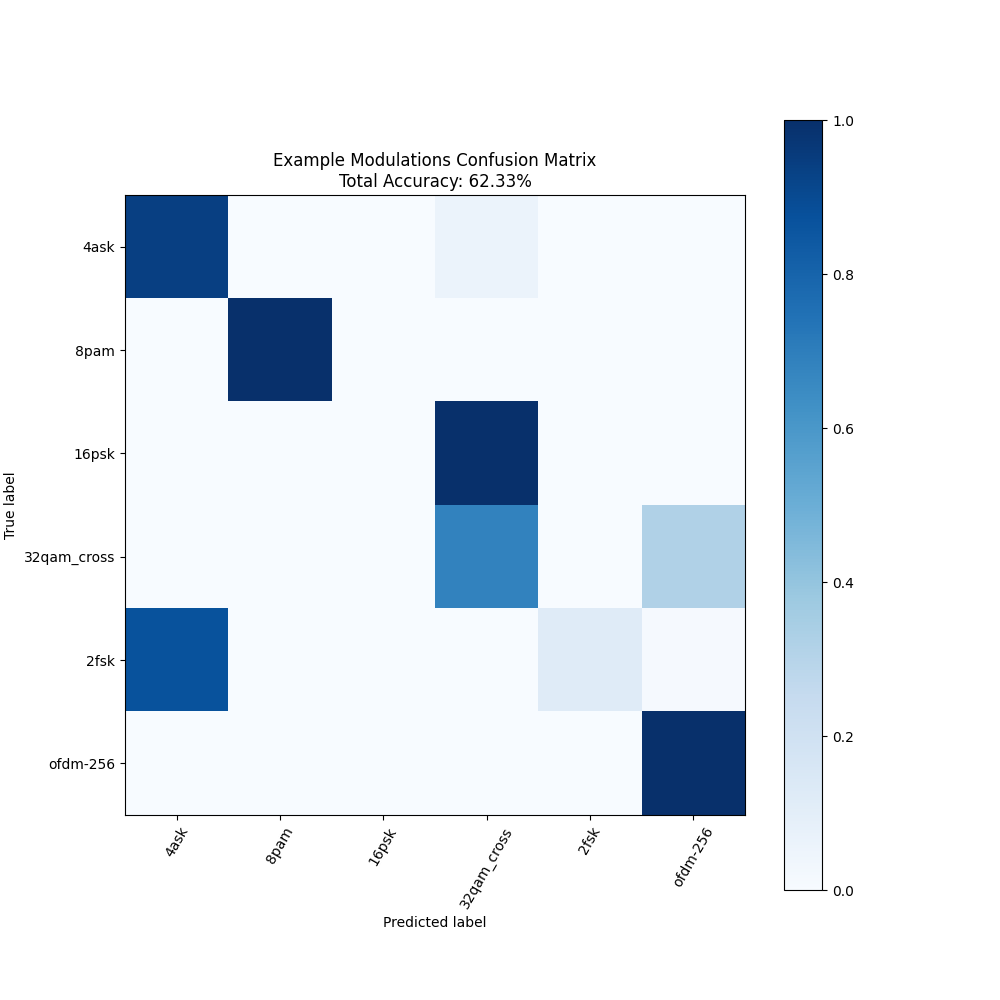 Example Modulations Confusion Matrix
Total Accuracy: 62.33%
True label
4ask
8pam
16psk
32qam_cross
2fsk
ofdm-256
4ask
8pam
16psk
32qam_cross
2fsk
ofdm-256
Predicted label
1.0
0.8
0.6
0.4
0.2
0.0